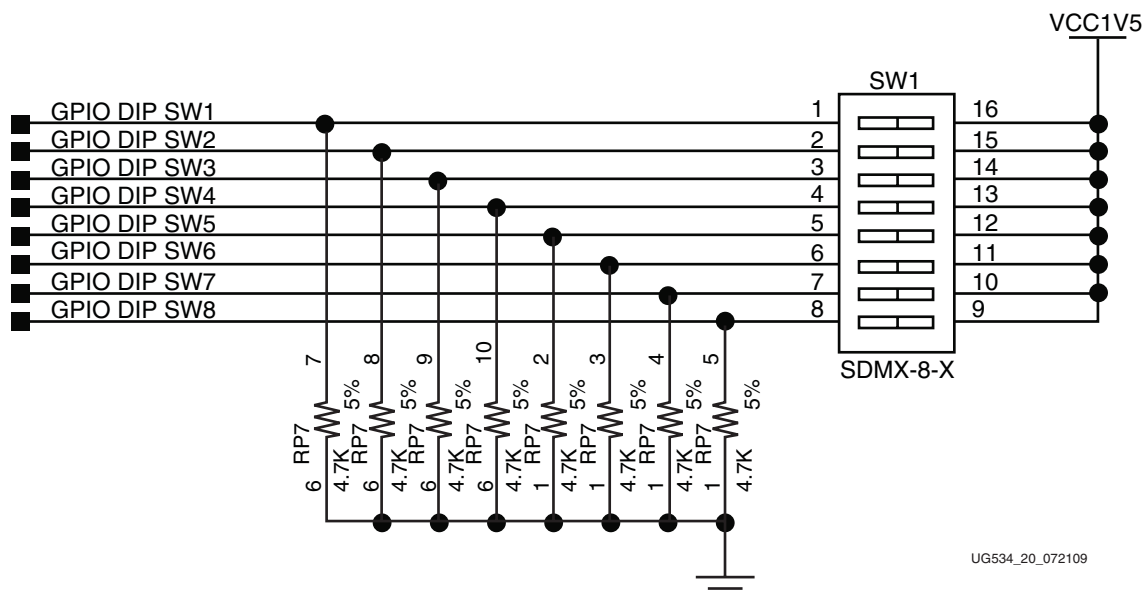 VCC1V5
SW1
GPIO DIP SW1 1 16
GPIO DIP SW2 2 15
GPIO DIP SW3 3 14
GPIO DIP SW4 4 13
GPIO DIP SW5 5 12
GPIO DIP SW6 6 11
GPIO DIP SW7 7 10
GPIO DIP SW8 8 9
SDMX-8-X
7 8 9 10 2 3 4 5
5% 5% 5% 5% 5% 5% 5% 5%
RP7 RP7 RP7 RP7 RP7 RP7 RP7 RP7
4.7K 4.7K 4.7K 4.7K 4.7K 4.7K 4.7K 4.7K
6 6 6 6 1 1 1 1
UG534_20_072109